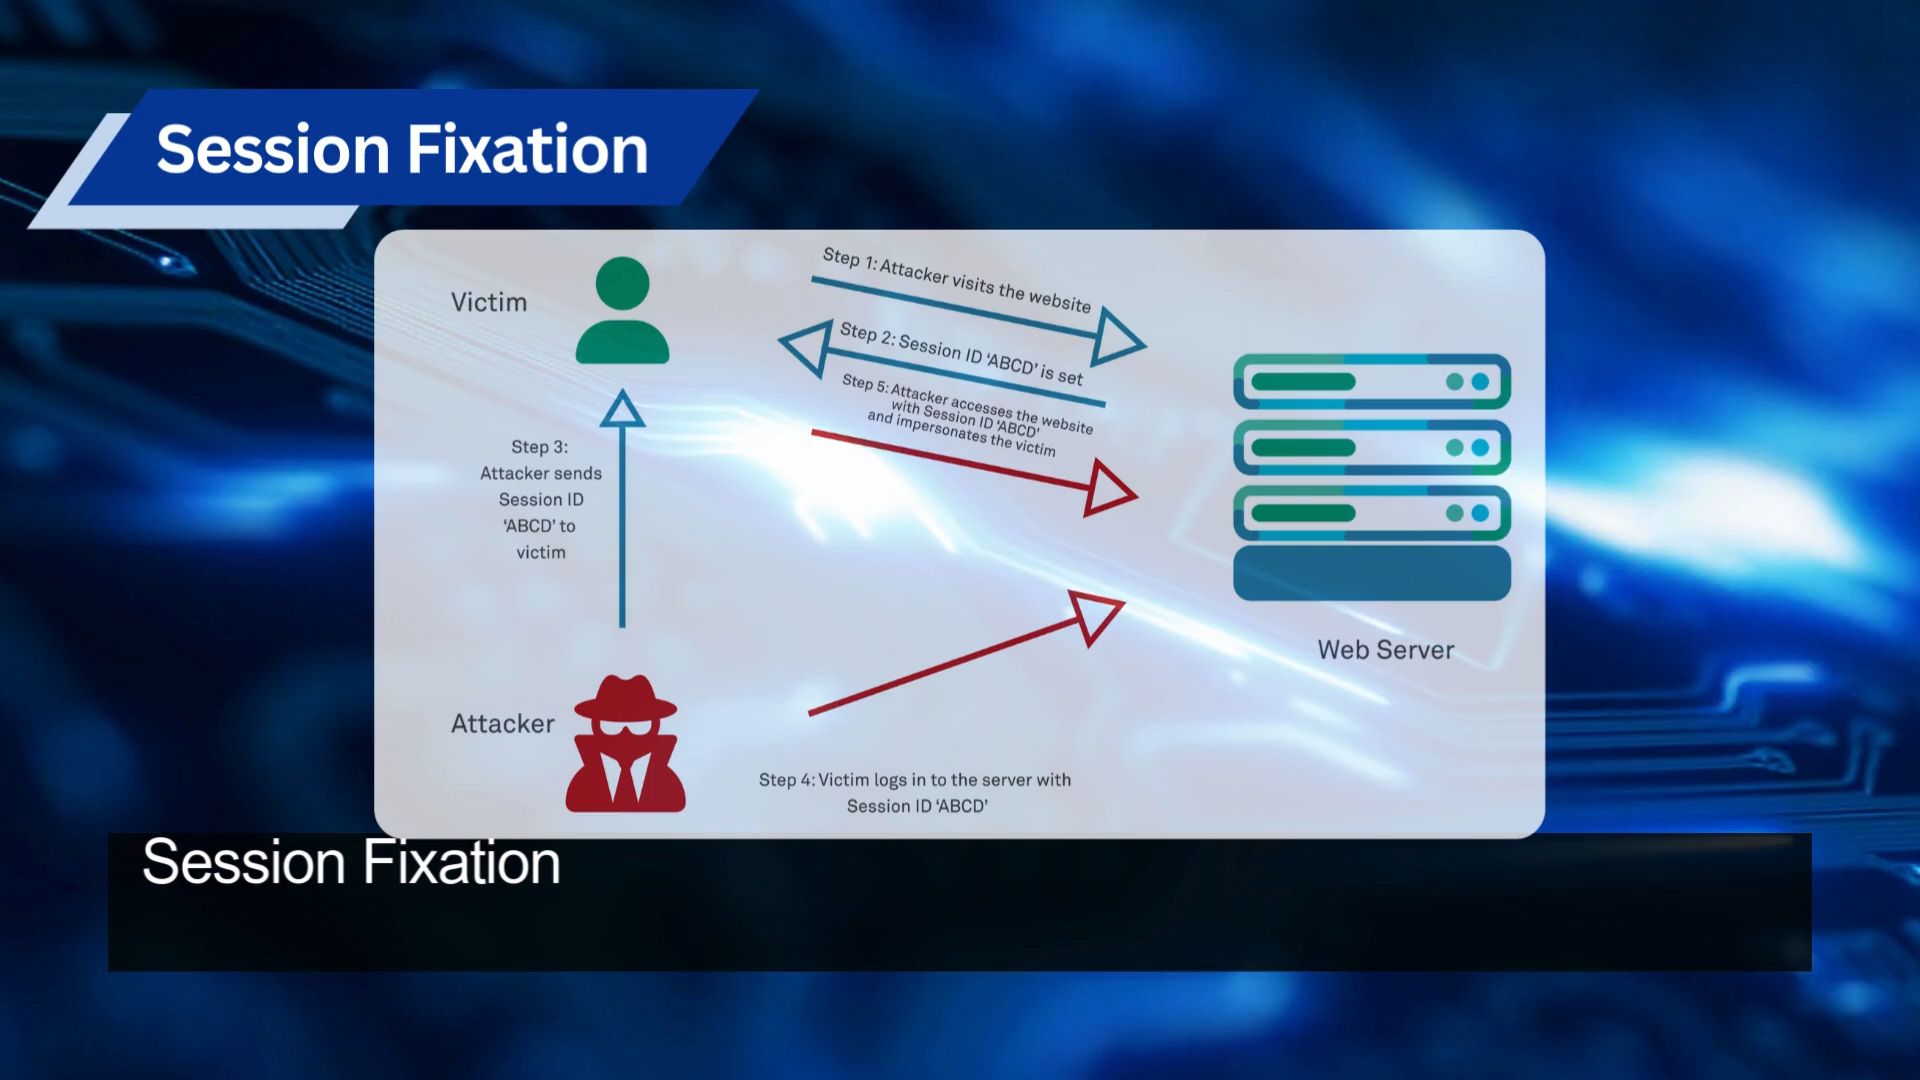 Session Fixation
Victim
Step 1: Attacker visits the website
Step 2: Session ID ‘ABCD’ is set
Step 5: Attacker accesses the website
with Session ID ‘ABCD’
and impersonates the victim
Step 3:
Attacker sends
Session ID
‘ABCD’ to
victim
Web Server
Attacker
Step 4: Victim logs in to the server with
Session ID ‘ABCD’
Session Fixation